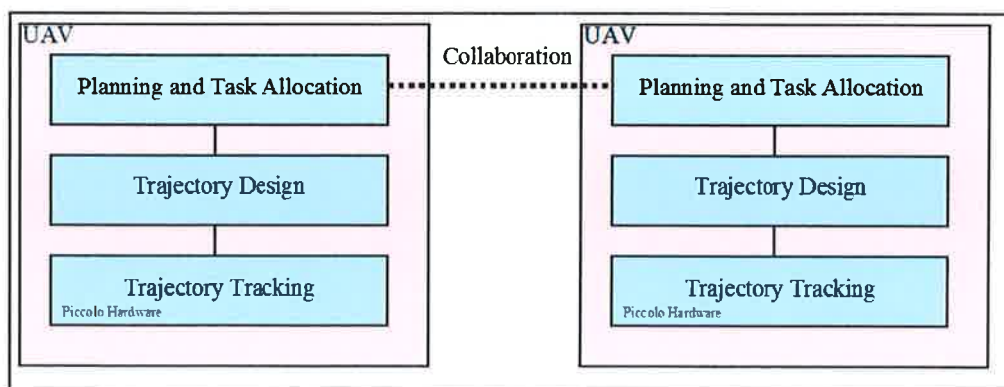 UAV
Planning and Task Allocation
Trajectory Design
Trajectory Tracking
Piccolo Hardware
Collaboration
UAV
Planning and Task Allocation
Trajectory Design
Trajectory Tracking
Piccolo Hardware